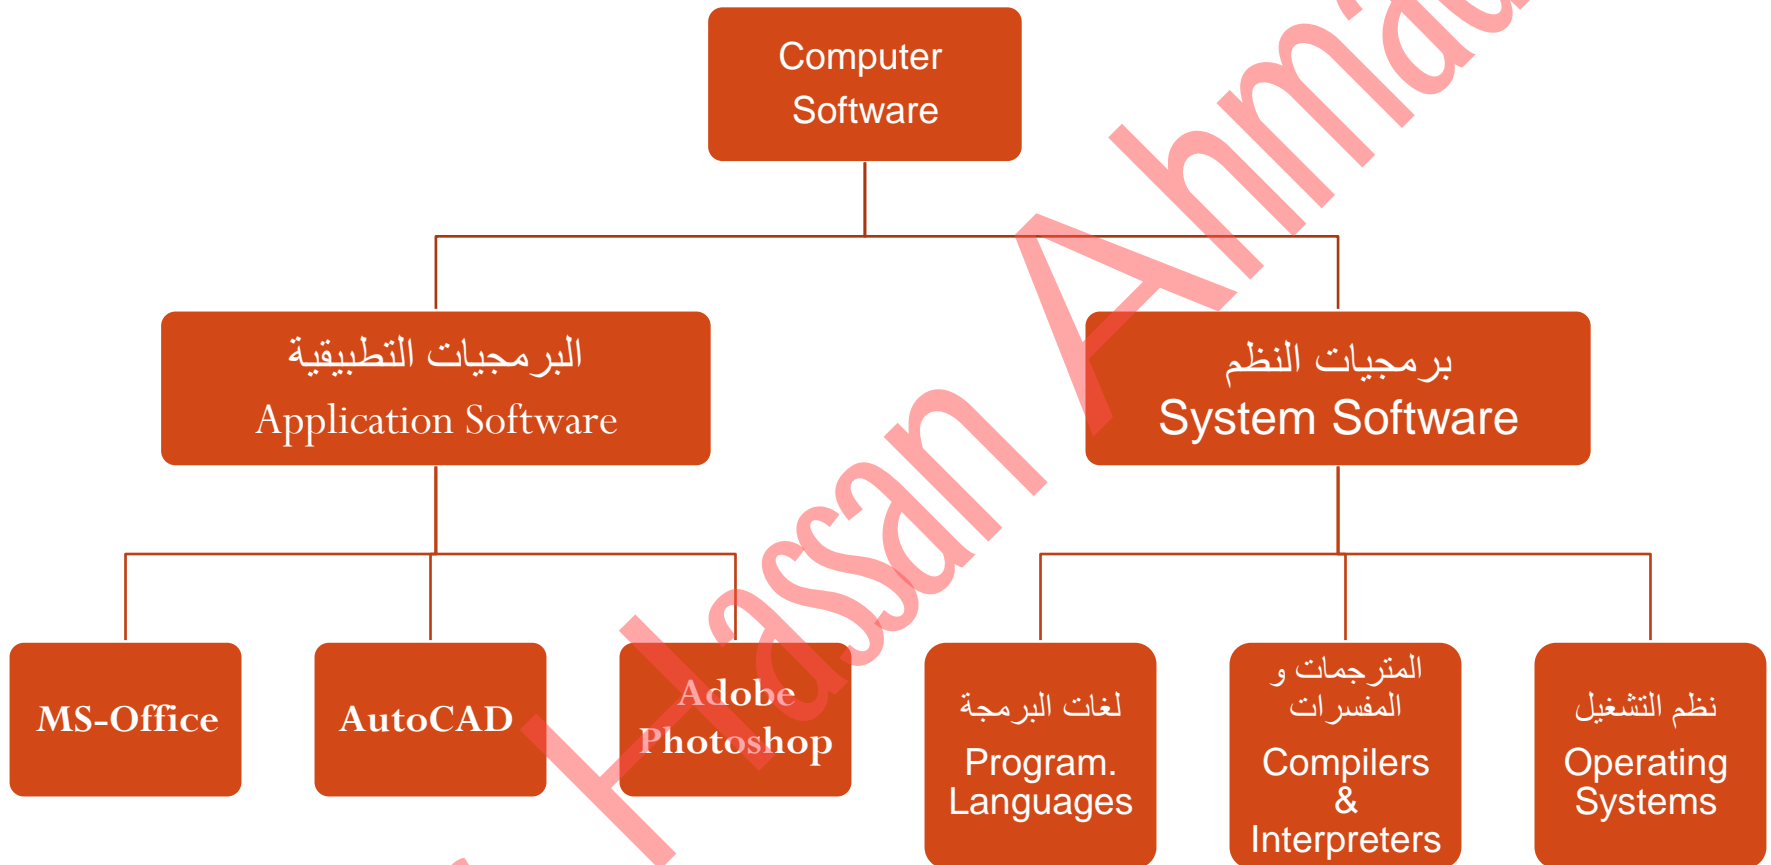 Computer
Software
البرمجيات التطبيقية
Application Software
برمجيات النظم
System Software
MS-Office
AutoCAD
Adobe
Photoshop
لغات البرمجة
Program.
Languages
المترجمات و
المفسرات
Compilers
&
Interpreters
نظم التشغيل
Operating
Systems
Hassan Ahmad